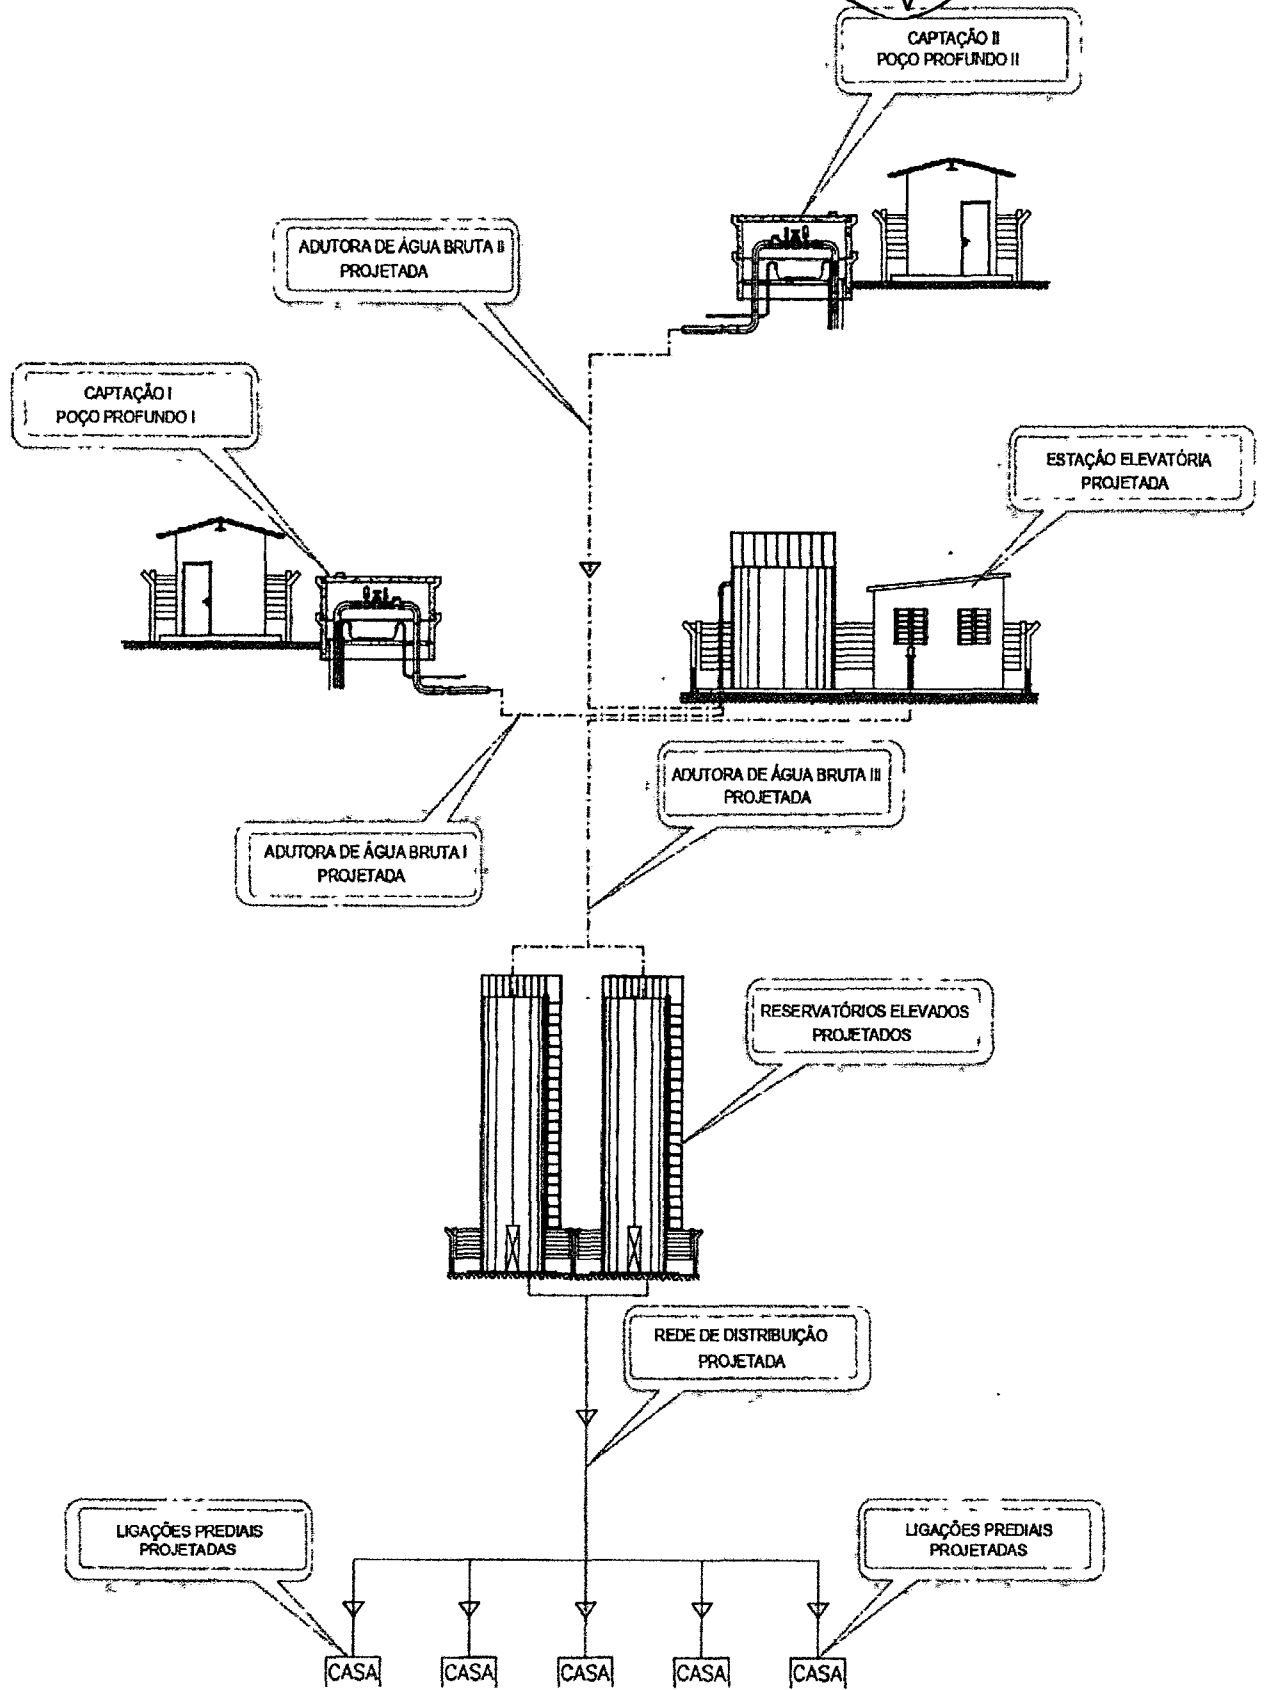 CAPTAÇÃO II
POÇO PROFUNDO II
ADUTORA DE ÁGUA BRUTA II
PROJETADA
CAPTAÇÃO I
POÇO PROFUNDO I
ESTAÇÃO ELEVATÓRIA
PROJETADA
ADUTORA DE ÁGUA BRUTA III
PROJETADA
ADUTORA DE ÁGUA BRUTA I
PROJETADA
RESERVATÓRIOS ELEVADOS
PROJETADOS
REDE DE DISTRIBUIÇÃO
PROJETADA
LIGAÇÕES PREDIAIS
PROJETADAS
LIGAÇÕES PREDIAIS
PROJETADAS
CASA
CASA
CASA
CASA
CASA